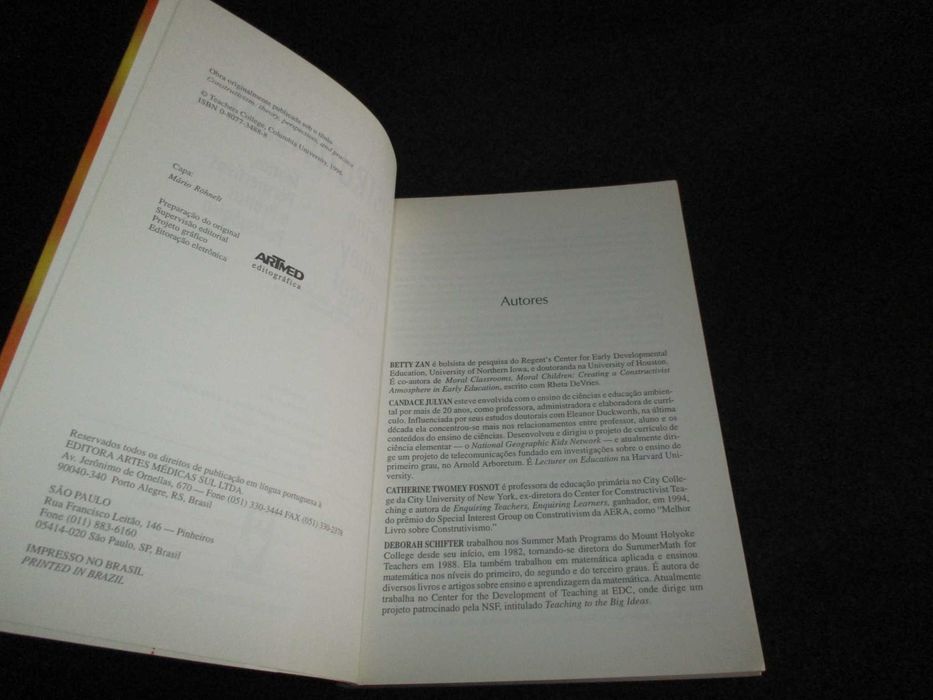 Obra originalmente publicada sob o título
Construtivism: theory, perspectives, and practice
© Teachers College, Columbia University, 1996.
ISBN 0-8077-3488-8
Capa:
Mário Röhnelt
Preparação do original
Supervisão editorial
Projeto gráfico
Editoração eletrônica
ARTMED
editográfica
Reservados todos os direitos de publicação em língua portuguesa à
EDITORA ARTES MÉDICAS SUL LTDA.
Av. Jerônimo de Ornellas, 670 — Fone (051) 330-3444 FAX (051) 330-2378
90040-340 Porto Alegre, RS, Brasil
SÃO PAULO
Rua Francisco Leitão, 146 — Pinheiros
Fone (011) 883-6160
05414-020 São Paulo, SP, Brasil
IMPRESSO NO BRASIL
PRINTED IN BRAZIL
Autores
BETTY ZAN é bolsista de pesquisa do Regent's Center for Early Developmental
Education, University of Northern Iowa, e doutoranda na University of Houston.
É co-autora de Moral Classrooms, Moral Children: Creating a Constructivist
Atmosphere in Early Education, escrito com Rheta DeVries.
CANDACE JULYAN esteve envolvida com o ensino de ciências e educação ambien-
tal por mais de 20 anos, como professora, administradora e elaboradora de currí-
culo. Influenciada por seus estudos doutorais com Eleanor Duckworth, na última
década ela concentrou-se mais nos relacionamentos entre professor, aluno e os
conteúdos do ensino de ciências. Desenvolveu e dirigiu o projeto de currículo de
ciência elementar — o National Geographic Kids Network — e atualmente diri-
ge um projeto de telecomunicações fundado em investigações sobre o ensino de
primeiro grau, no Arnold Arboretum. É Lecturer on Education na Harvard Uni-
versity.
CATHERINE TWOMEY FOSNOT é professora de educação primária no City Colle-
ge da City University of New York, ex-diretora do Center for Constructivist Tea-
ching e autora de Enquiring Teachers, Enquiring Learners, ganhador, em 1994,
do prêmio do Special Interest Group on Construtivism da AERA, como "Melhor
Livro sobre Construtivismo."
DEBORAH SCHIFTER trabalhou nos Summer Math Programs do Mount Holyoke
College desde seu início, em 1982, tornando-se diretora do SummerMath for
Teachers em 1988. Ela também trabalhou em matemática aplicada e ensinou
matemática nos níveis do primeiro, do segundo e do terceiro graus. É autora de
diversos livros e artigos sobre ensino e aprendizagem da matemática. Atualmente
trabalha no Center for the Development of Teaching at EDC, onde dirige um
projeto patrocinado pela NSF, intitulado Teaching to the Big Ideas.